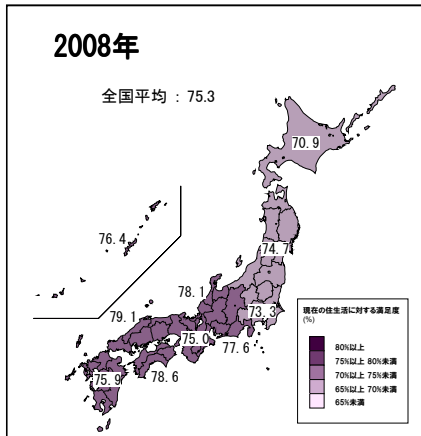 2008年
全国平均 : 75.3
70.9
76.4
74.7
78.1
79.1
73.3
75.0
77.6
75.9
78.6
現在の住生活に対する満足度
(%)
80%以上
75%以上 80%未満
70%以上 75%未満
65%以上 70%未満
65%未満